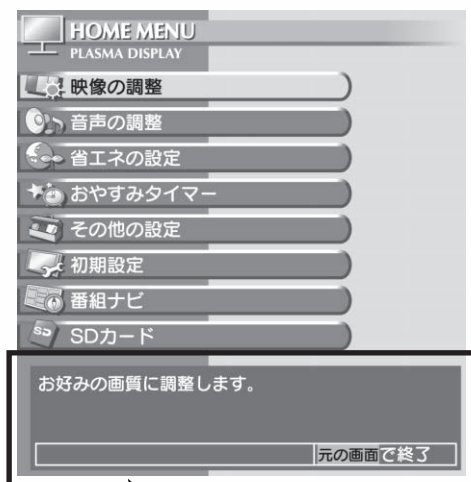 HOME MENU
PLASMA DISPLAY
映像の調整
音声の調整
省エネの設定
おやすみタイマー
その他の設定
初期設定
番組ナビ
SD SDカード
お好みの画質に調整します。
元の画面で終了